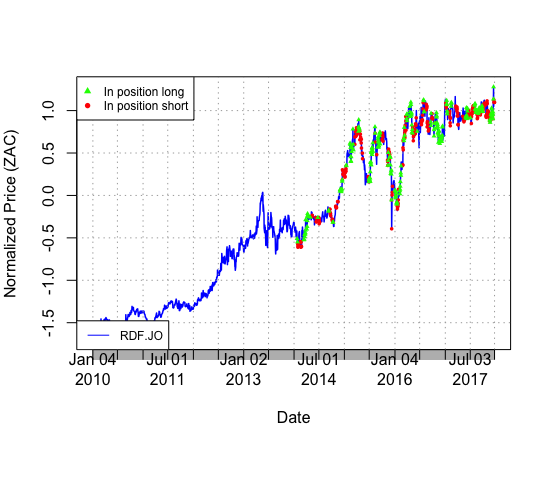 In position long
In position short
Normalized Price (ZAC)
1.0
0.5
0.0
-0.5
-1.0
-1.5
RDF.JO
Jan 04 Jul 01 Jan 02 Jul 01 Jan 04 Jul 03
2010 2011 2013 2014 2016 2017
Date